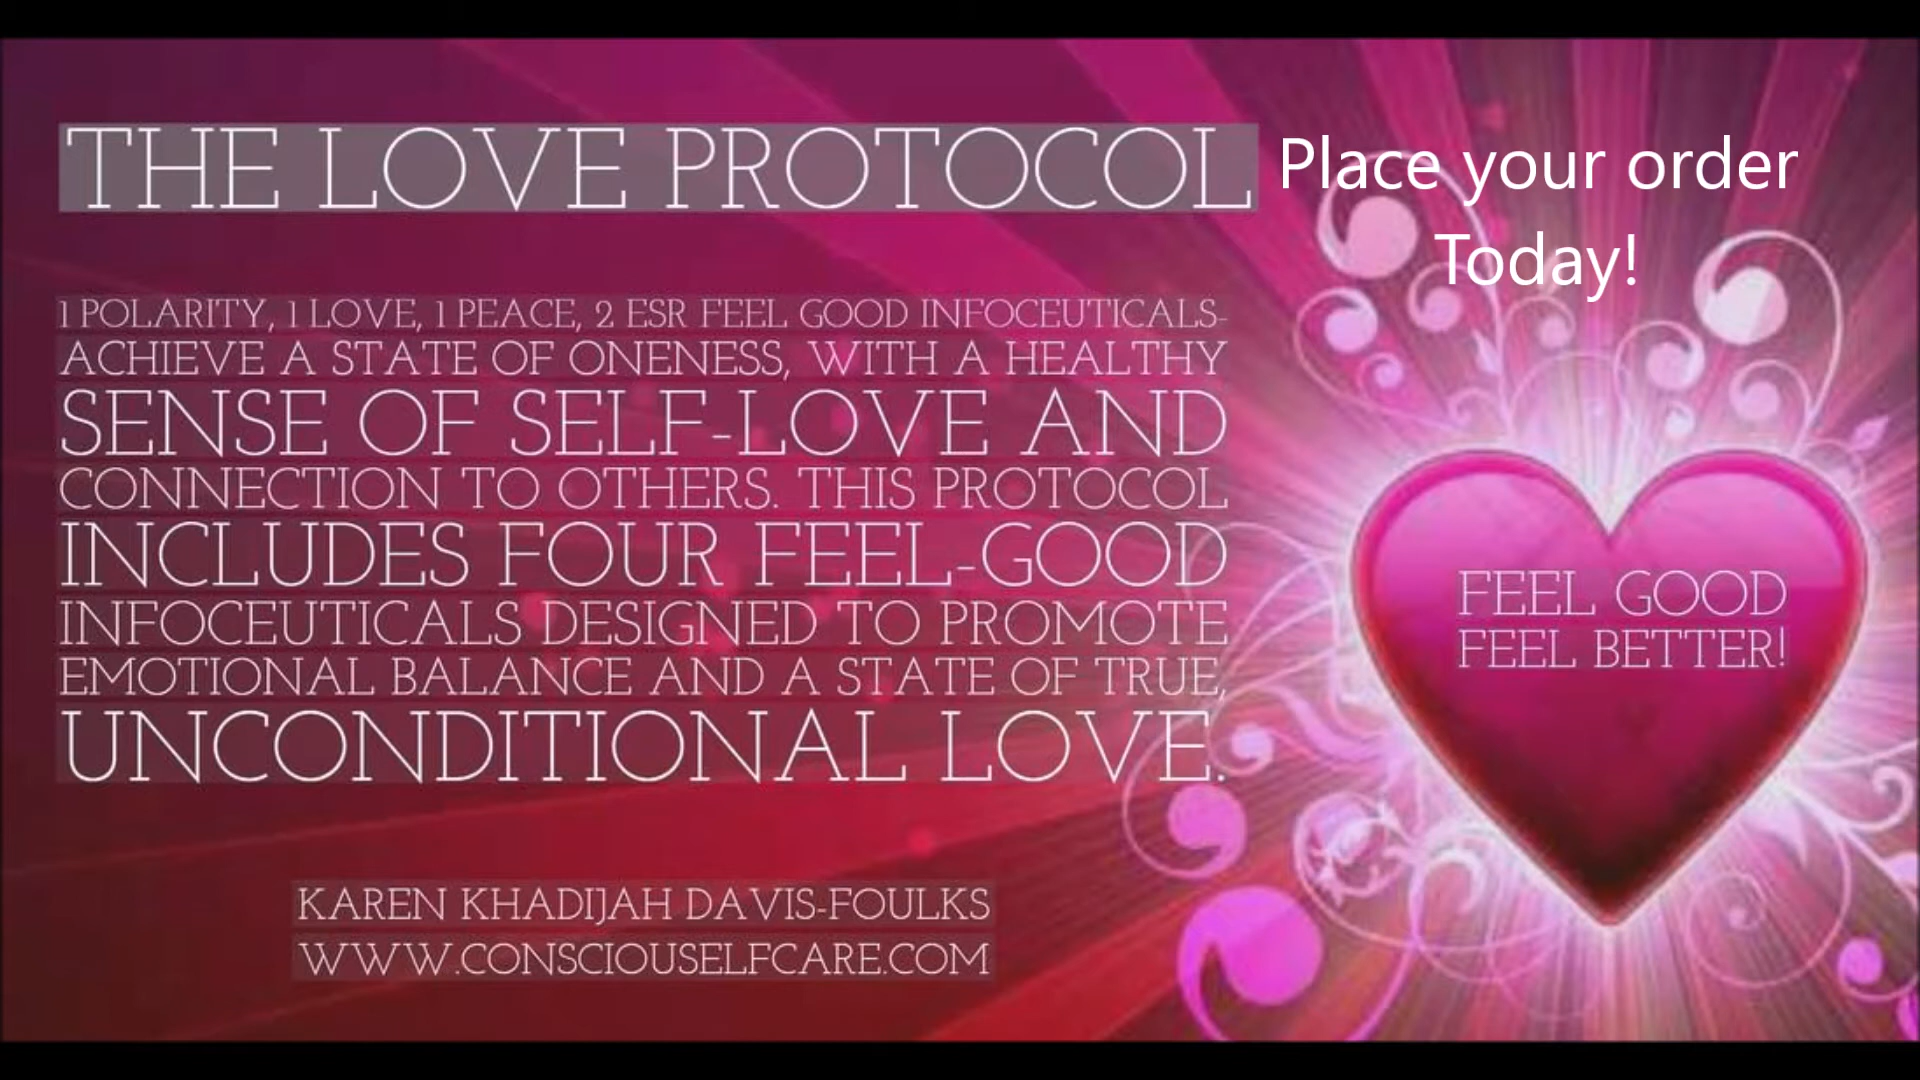 THE LOVE PROTOCOL
Place your order
Today!
1 POLARITY, 1 LOVE, 1 PEACE, 2 ESR FEEL GOOD INFOCEUTICALS-
ACHIEVE A STATE OF ONENESS, WITH A HEALTHY
SENSE OF SELF-LOVE AND
CONNECTION TO OTHERS. THIS PROTOCOL
INCLUDES FOUR FEEL-GOOD
INFOCEUTICALS DESIGNED TO PROMOTE
EMOTIONAL BALANCE AND A STATE OF TRUE,
UNCONDITIONAL LOVE.
FEEL GOOD
FEEL BETTER!
KAREN KHADIJAH DAVIS-FOULKS
WWW.CONSCIOUSELFCARE.COM